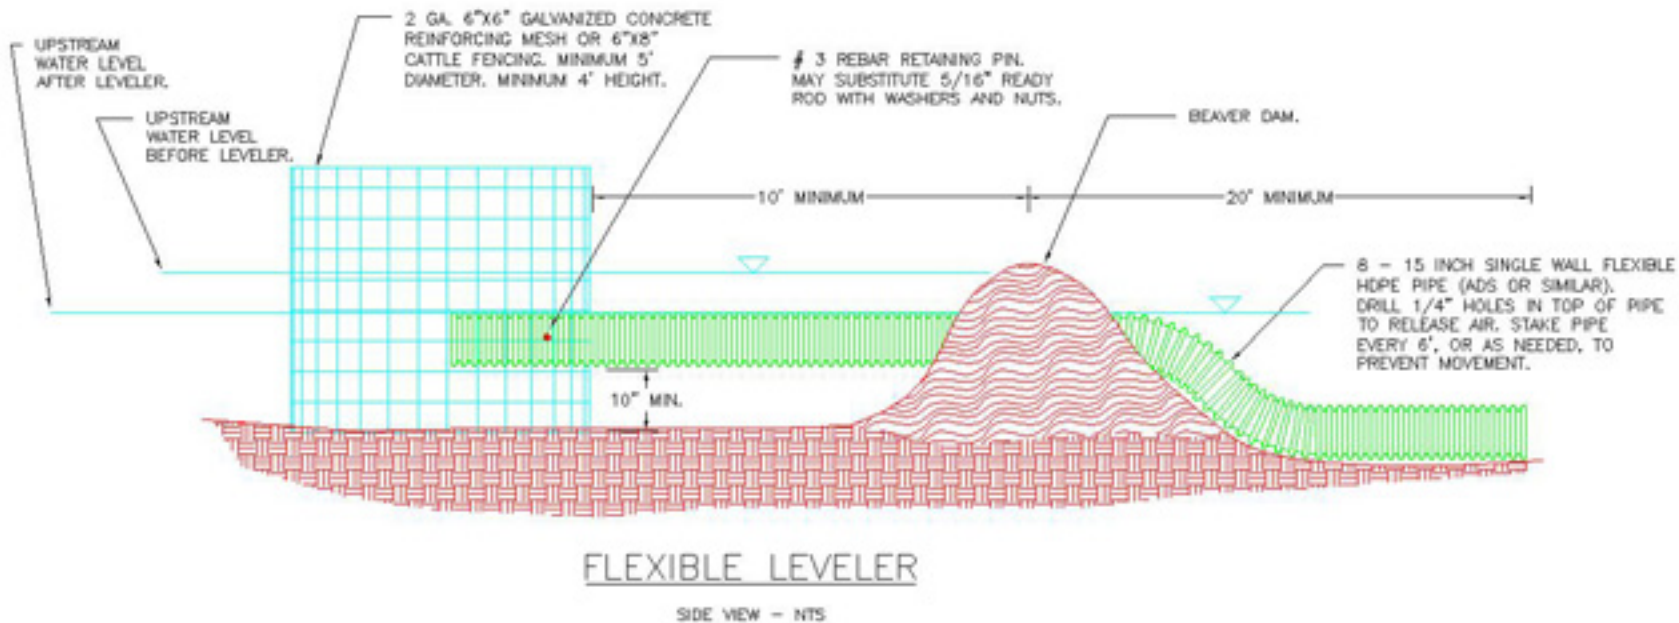 UPSTREAM
WATER LEVEL
AFTER LEVELER.
UPSTREAM
WATER LEVEL
BEFORE LEVELER.
2 GA. 6"X6" GALVANIZED CONCRETE
REINFORCING MESH OR 6"X8"
CATTLE FENCING. MINIMUM 5'
DIAMETER. MINIMUM 4' HEIGHT.
# 3 REBAR RETAINING PIN.
MAY SUBSTITUTE 5/16" READY
ROD WITH WASHERS AND NUTS.
BEAVER DAM.
10" MINIMUM
20" MINIMUM
8 - 15 INCH SINGLE WALL FLEXIBLE
HDPE PIPE (ADS OR SIMILAR).
DRILL 1/4" HOLES IN TOP OF PIPE
TO RELEASE AIR. STAKE PIPE
EVERY 6', OR AS NEEDED, TO
PREVENT MOVEMENT.
10" MIN.
FLEXIBLE LEVELER
SIDE VIEW - NTS